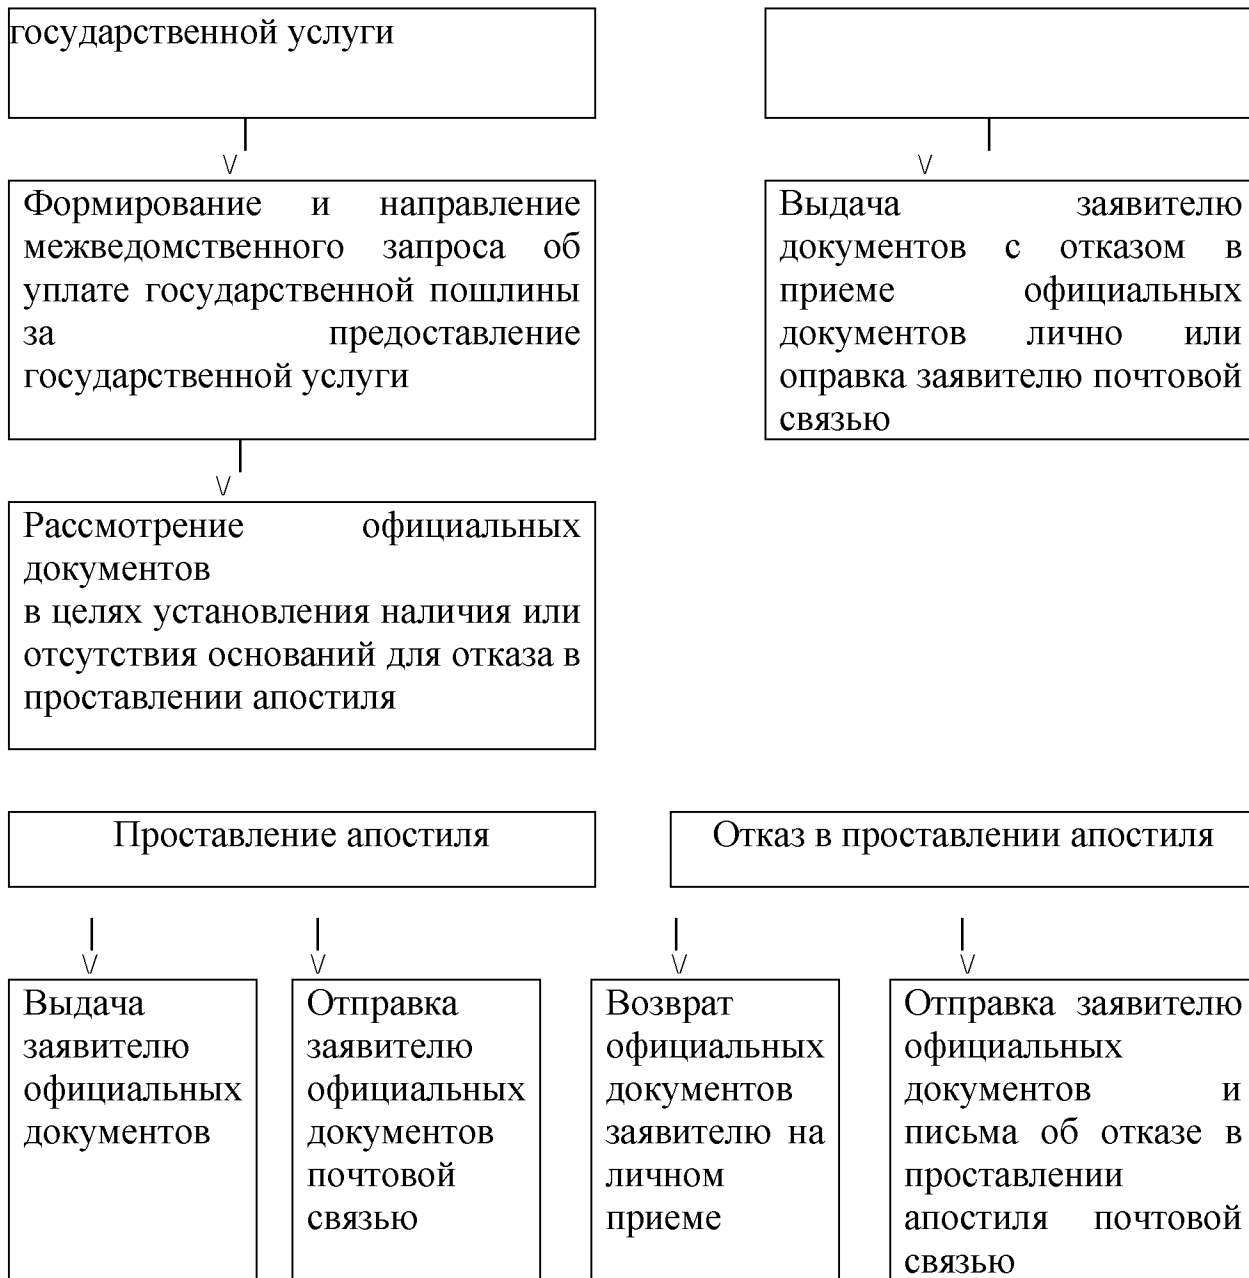 государственной услуги
Формирование и направление
межведомственного запроса об
уплате государственной пошлины
за предоставление
государственной услуги
Выдача заявителю
документов с отказом в
приеме официальных
документов лично или
оправка заявителю почтовой
связью
Рассмотрение официальных
документов
в целях установления наличия или
отсутствия оснований для отказа в
проставлении апостиля
Проставление апостиля
Отказ в проставлении апостиля
Выдача
заявителю
официальных
документов
Отправка
заявителю
официальных
документов
почтовой
связью
Возврат
официальных
документов
заявителю на
личном
приеме
Отправка заявителю
официальных
документов и
письма об отказе в
проставлении
апостиля почтовой
связью